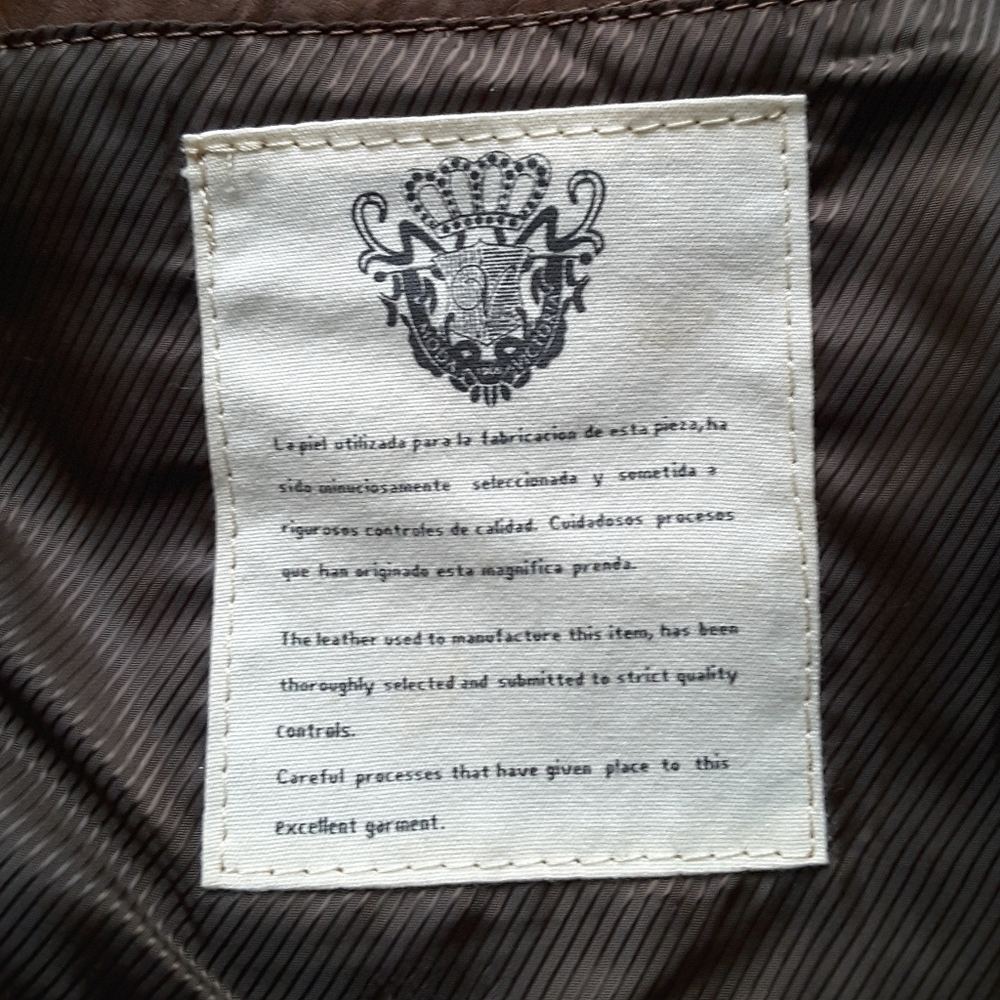 La piel utilizada para la fabricacion de esta pieza, ha
sido minuciosamente seleccionada y sometida a
rigurosos controles de calidad. Cuidadosos procesos
que han originado esta magnifica prenda.
The leather used to manufacture this item, has been
thoroughly selected and submitted to strict quality
controls.
Careful processes that have given place to this
excellent garment.